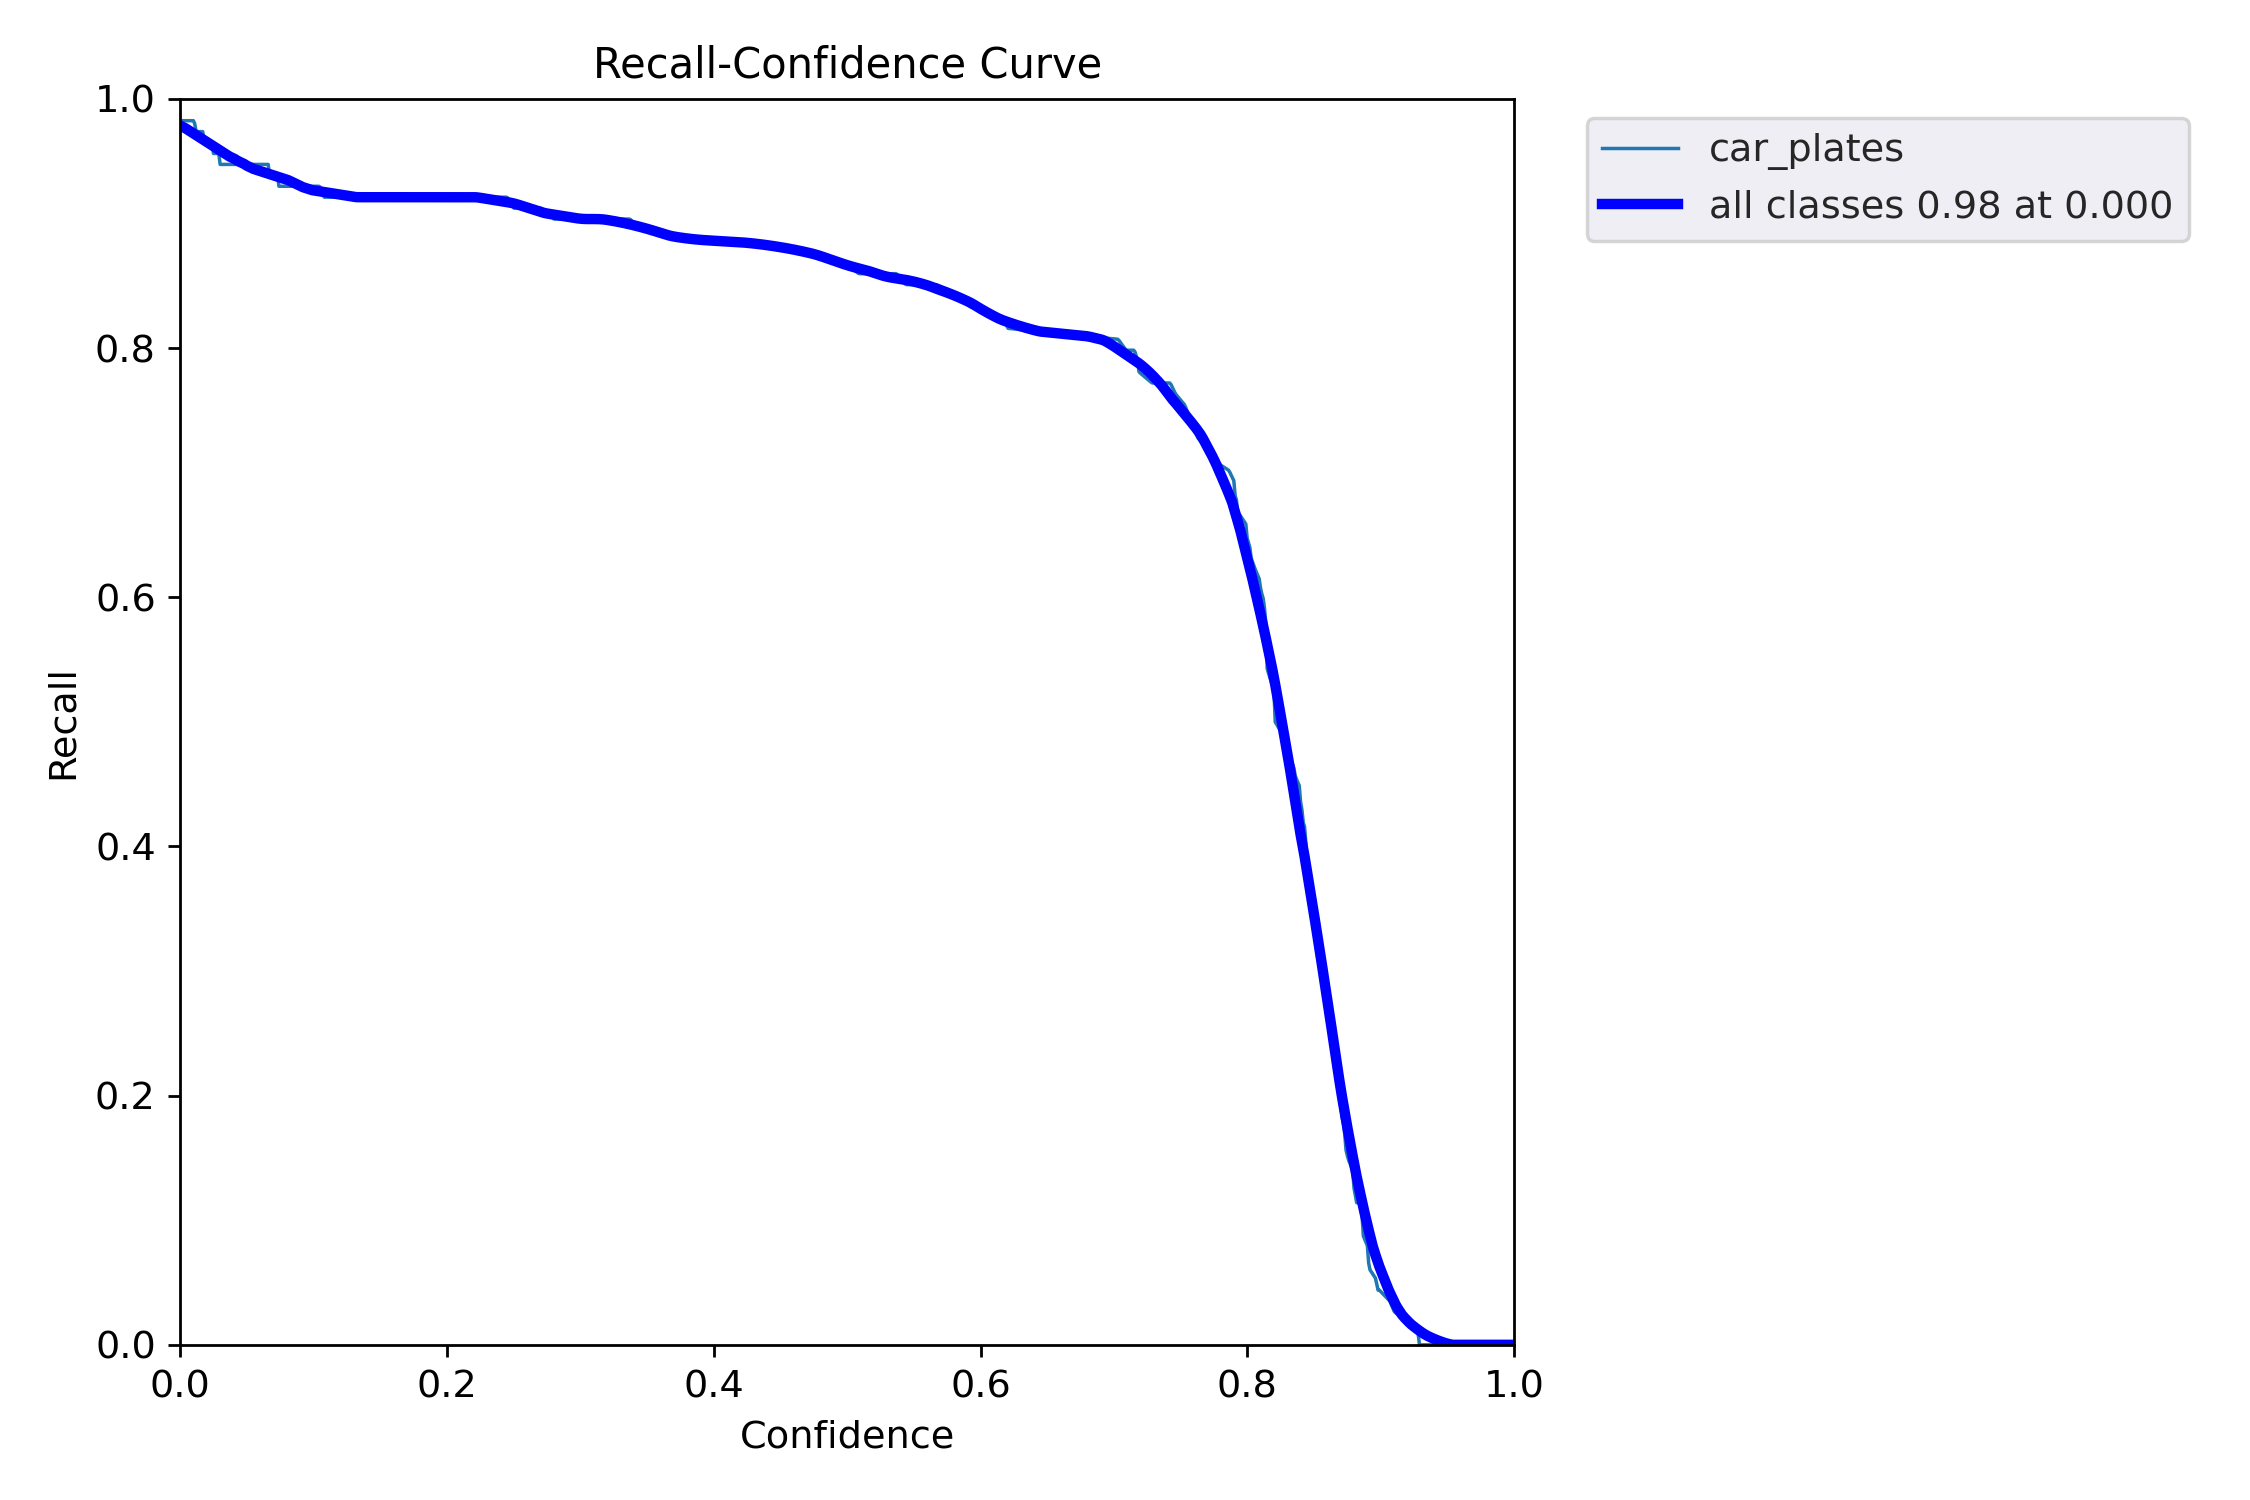 Recall-Confidence Curve
car_plates
all classes 0.98 at 0.000
Recall
1.0
0.8
0.6
0.4
0.2
0.0
0.0 0.2 0.4 0.6 0.8 1.0
Confidence